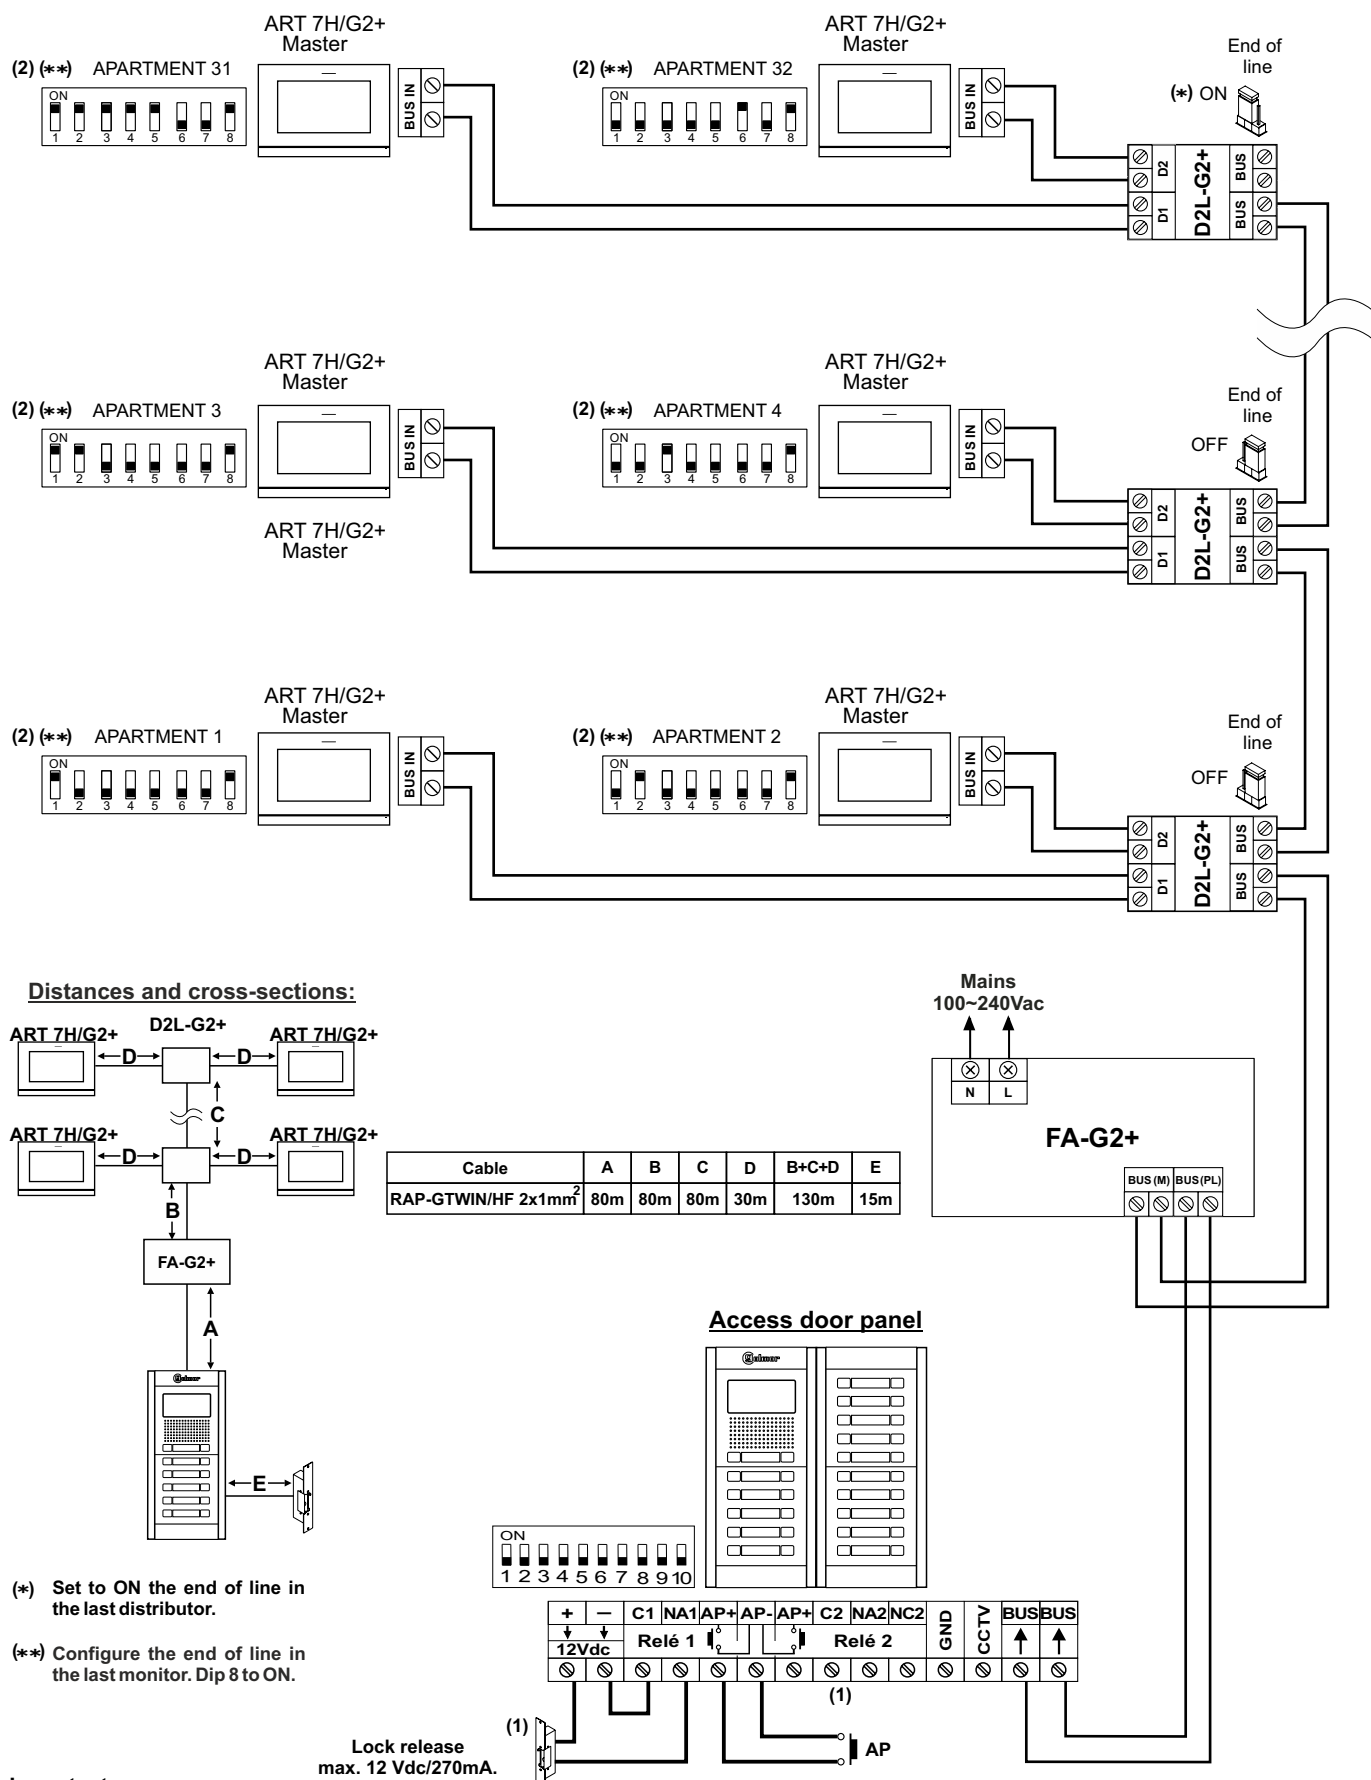 ART 7H/G2+
Master
ART 7H/G2+
Master
End of
line
(2) (**) APARTMENT 31
(2) (**) APARTMENT 32
(*) ON
ON
1 2 3 4 5 6 7 8
BUS IN
ON
1 2 3 4 5 6 7 8
BUS IN
D2
D1
D2L-G2+
BUS
BUS
ART 7H/G2+
Master
ART 7H/G2+
Master
End of
line
(2) (**) APARTMENT 3
(2) (**) APARTMENT 4
OFF
ON
1 2 3 4 5 6 7 8
BUS IN
ON
1 2 3 4 5 6 7 8
BUS IN
D2
D1
D2L-G2+
BUS
BUS
ART 7H/G2+
Master
ART 7H/G2+
Master
ART 7H/G2+
Master
End of
line
(2) (**) APARTMENT 1
(2) (**) APARTMENT 2
OFF
ON
1 2 3 4 5 6 7 8
BUS IN
ON
1 2 3 4 5 6 7 8
BUS IN
D2
D1
D2L-G2+
BUS
BUS
Distances and cross-sections:
ART 7H/G2+
D2L-G2+
ART 7H/G2+
D
D
C
ART 7H/G2+
ART 7H/G2+
D
D
B
FA-G2+
A
Golmar
E
Cable A B C D B+C+D E
RAP-GTWIN/HF 2x1mm2 80m 80m 80m 30m 130m 15m
Mains
100~240Vac
N L
FA-G2+
BUS (M) BUS (PL)
Access door panel
Golmar
ON
1 2 3 4 5 6 7 8 9 10
+ – C1 NA1 AP+ AP- AP+ C2 NA2 NC2 GND CCTV BUS BUS
12Vdc Relé 1 Relé 2
(1)
(1)
AP
Lock release
max. 12 Vdc/270mA.
(*) Set to ON the end of line in
the last distributor.
(**) Configure the end of line in
the last monitor. Dip 8 to ON.